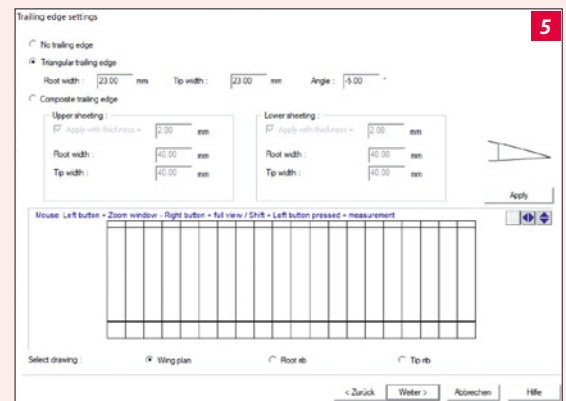 Trailing edge settings
5
No trailing edge
Triangular trailing edge
Root width : 23.00 mm Tip width : 23.00 mm Angle : -5.00 °
Composite trailing edge
Upper sheeting : Lower sheeting :
Apply with thickness = 2.00 mm Apply with thickness = 2.00 mm
Root width : 40.00 mm Root width : 40.00 mm
Tip width : 40.00 mm Tip width : 40.00 mm
Apply
Mouse: Left button = Zoom window - Right button = full view / Shift + Left button pressed = measurement
Select drawing : Wing plan Root rib Tip rib
< Zurück Weiter > Abbrechen Hilfe